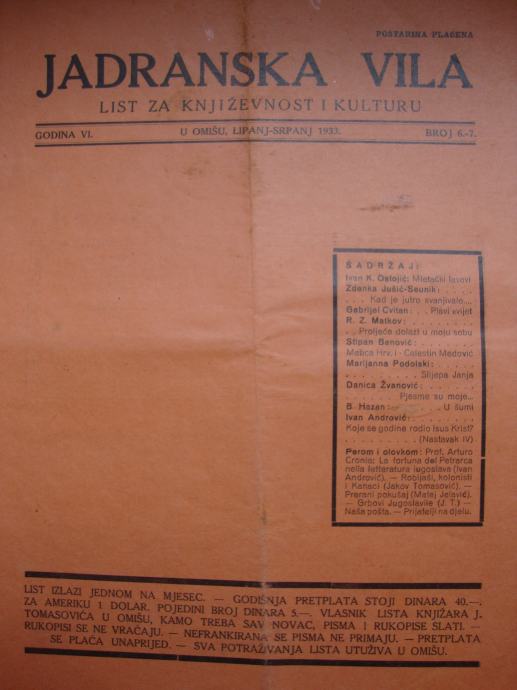 POŠTARINA PLAĆENA
JADRANSKA VILA
LIST ZA KNJIŽEVNOST I KULTURU
GODINA VI.
U OMIŠU, LIPANJ-SRPANJ 1933.
BROJ 6.-7.
SADRŽAJ:
Ivan K. Ostojić: Mletački lavovi
Zdenka Jušić-Seunik: . . . .
. . . Kad je jutro svanjivalo....
Gabrijel Cvitan: . . Plavi svijet
R. Z. Matkov: . . . . . . .
. . Proljeće dolazi u moju sobu
Stipan Banović: . . . . . .
Matica Hrv. i - Celestin Medović
Marijanna Podolski: . . . .
. . . . . . . . . Slijepa Janja
Danica Žvanović: . . . . . .
. . . . . . Pjesme su moje...
B. Hazan: . . . . . U šumi
Ivan Andrović: . . . . . . .
Koje se godine rodio Isus Krist?
. . . . . . . . (Nastavak IV)
Perom i olovkom: Prof. Arturo
Cronia: La fortuna del Petrarca
nella letteratura iugoslava (Ivan
Andrović). — Robijaši, kolonisti
i Kanaci (Jakov Tomasović). —
Prerani pokušaj (Matej Jelavić).
— Grbovi Jugoslavije (J. T.) —
Naša pošta. — Prijatelji na djelu.
LIST IZLAZI JEDNOM NA MJESEC. — GODIŠNJA PRETPLATA STOJI DINARA 40.—.
ZA AMERIKU 1 DOLAR. POJEDINI BROJ DINARA 5.—. VLASNIK LISTA KNJIŽARA J.
TOMASOVIĆA U OMIŠU, KAMO TREBA SAV NOVAC, PISMA I RUKOPISE SLATI. —
RUKOPISI SE NE VRAĆAJU. — NEFRANKIRANA SE PISMA NE PRIMAJU. — PRETPLATA
SE PLAĆA UNAPRIJED. — SVA POTRAŽIVANJA LISTA UTUŽIVA U OMIŠU.